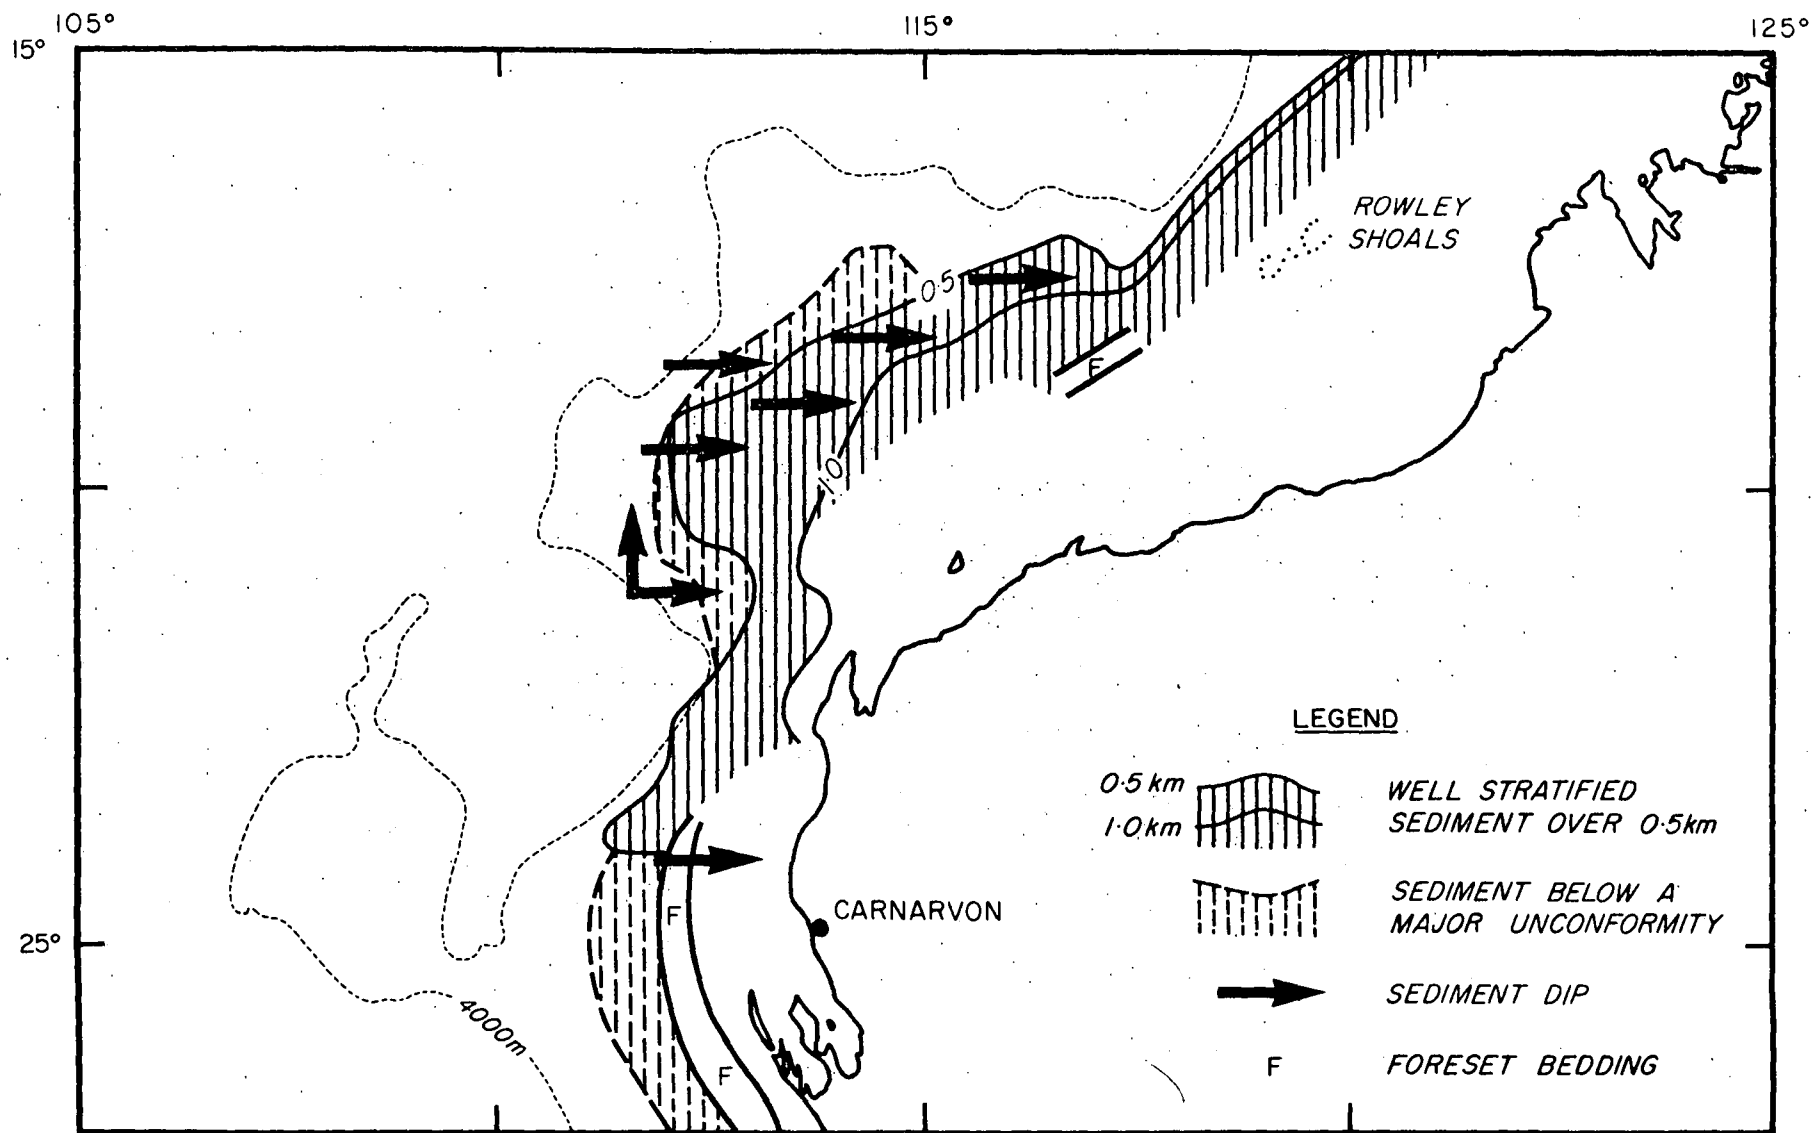 105°
115°
125°
15°
ROWLEY
SHOALS
0·5
F
1·0
LEGEND
0·5 km
1·0 km
WELL STRATIFIED
SEDIMENT OVER 0·5km
SEDIMENT BELOW A
MAJOR UNCONFORMITY
F
CARNARVON
25°
SEDIMENT DIP
4000m
F
F
FORESET BEDDING